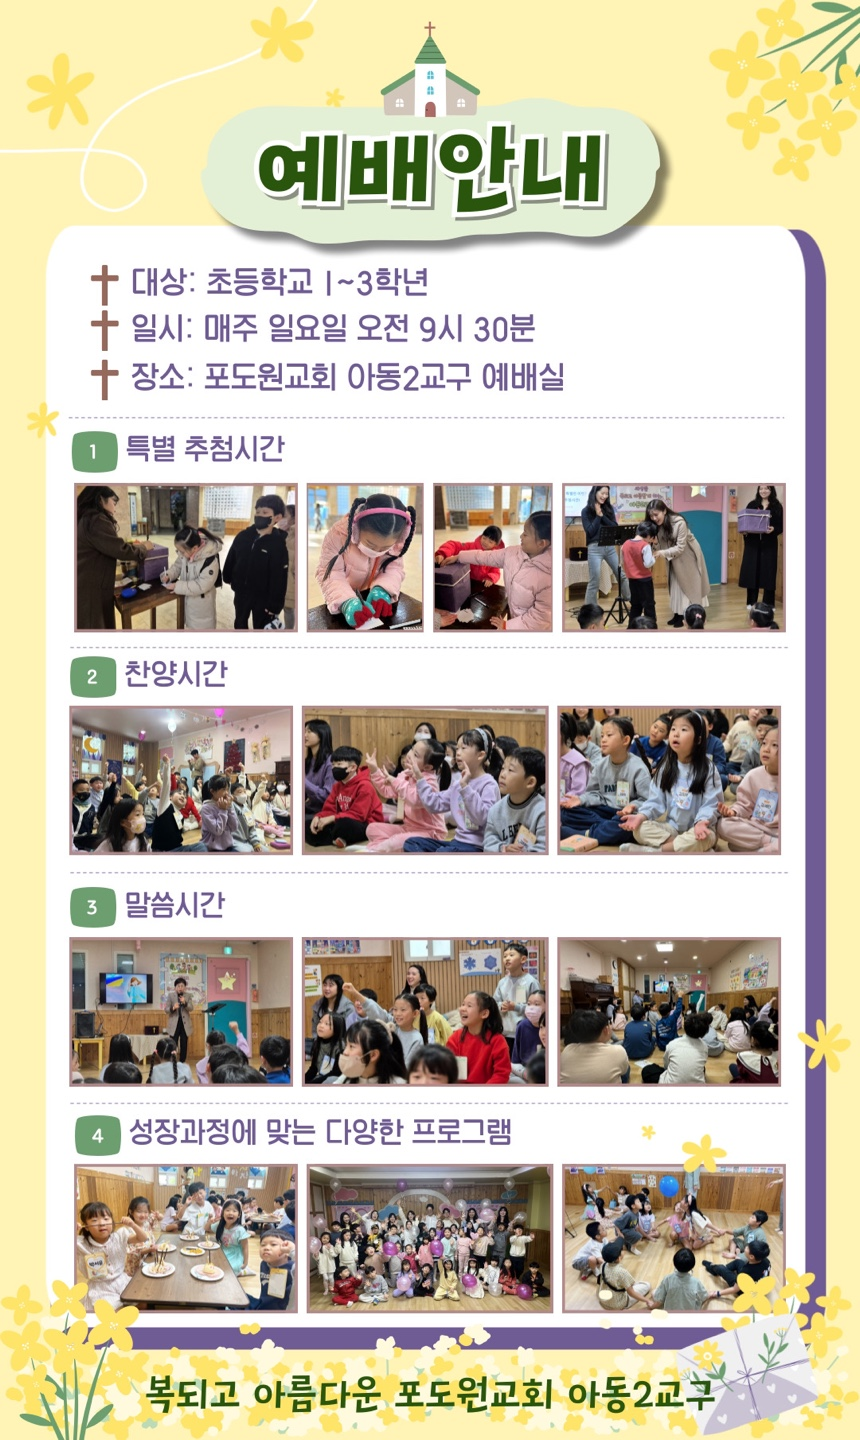 예배안내
대상: 초등학교 1~3학년
일시: 매주 일요일 오전 9시 30분
장소: 포도원교회 아동2교구 예배실
1 특별 추첨시간
2 찬양시간
3 말씀시간
4 성장과정에 맞는 다양한 프로그램
복되고 아름다운 포도원교회 아동2교구